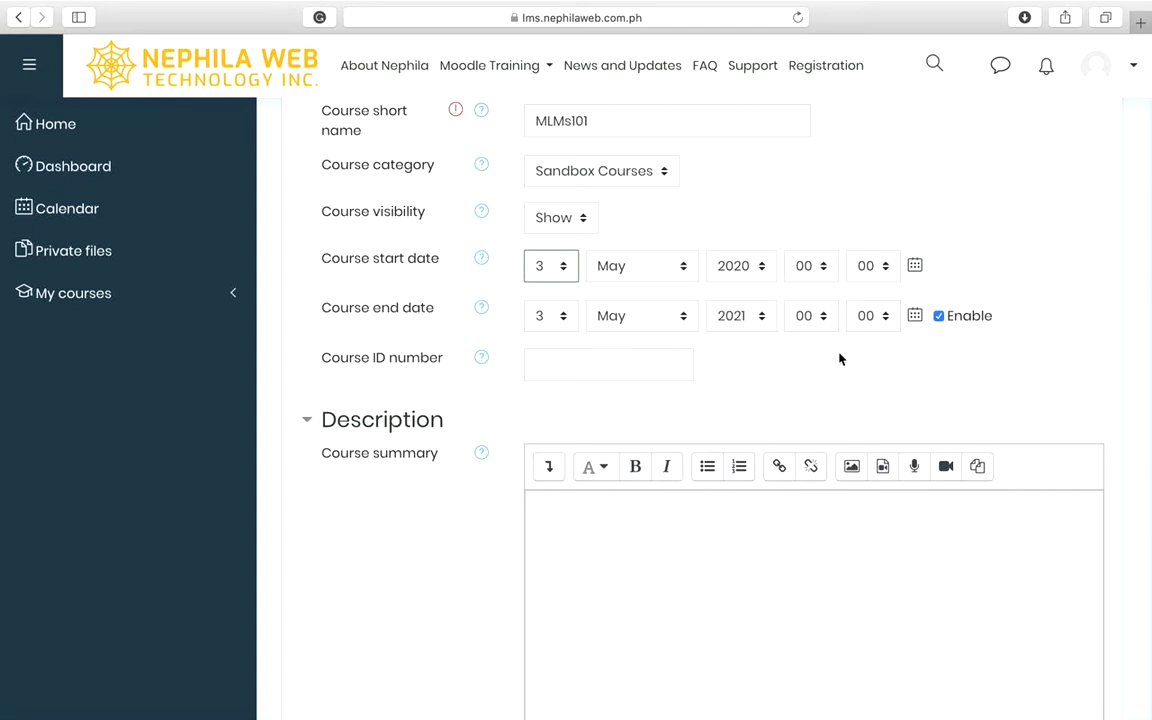 lms.nephilaweb.com.ph
NEPHILA WEB
TECHNOLOGY INC.
About Nephila Moodle Training News and Updates FAQ Support Registration
Home
Dashboard
Calendar
Private files
My courses
Course short name
MLMs101
Course category
Sandbox Courses
Course visibility
Show
Course start date
3 May 2020 00 00
Course end date
3 May 2021 00 00 Enable
Course ID number
Description
Course summary
A B I